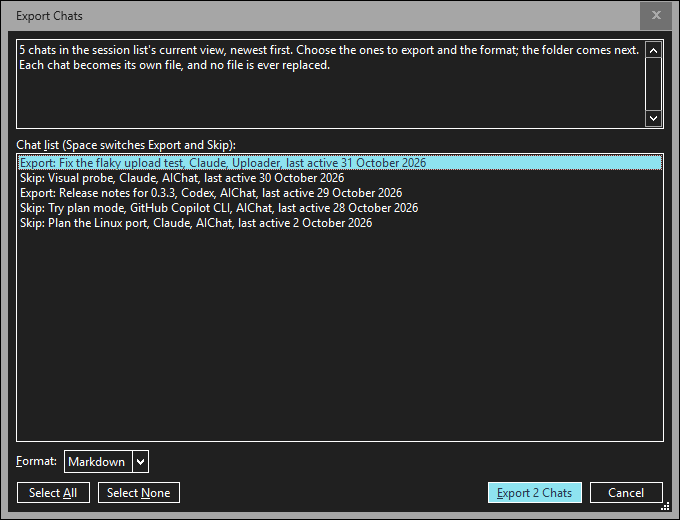 Export Chats
5 chats in the session list's current view, newest first. Choose the ones to export and the format; the folder comes next.
Each chat becomes its own file, and no file is ever replaced.
Chat list (Space switches Export and Skip):
Export: Fix the flaky upload test, Claude, Uploader, last active 31 October 2026
Skip: Visual probe, Claude, AIChat, last active 30 October 2026
Export: Release notes for 0.3.3, Codex, AIChat, last active 29 October 2026
Skip: Try plan mode, GitHub Copilot CLI, AIChat, last active 28 October 2026
Skip: Plan the Linux port, Claude, AIChat, last active 2 October 2026
Format: Markdown
Select All Select None Export 2 Chats Cancel